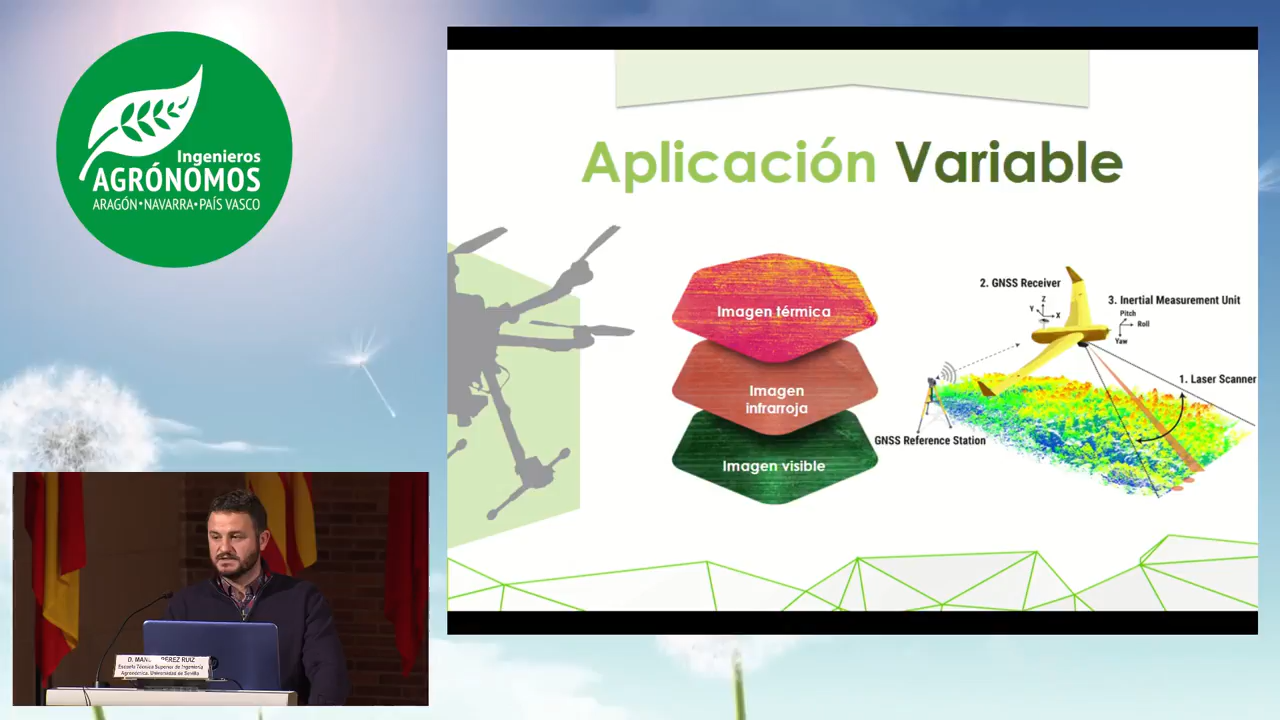 Ingenieros
AGRÓNOMOS
ARAGÓN•NAVARRA•PAÍS VASCO
Aplicación Variable
Imagen térmica
Imagen
infrarroja
Imagen visible
2. GNSS Receiver
Z
Y
X
3. Inertial Measurement Unit
Pitch
Roll
Yaw
1. Laser Scanner
GNSS Reference Station
PÉREZ RUIZ
Escuela Técnica Superior de Ingeniería
Agronómica. Universidad de Sevilla